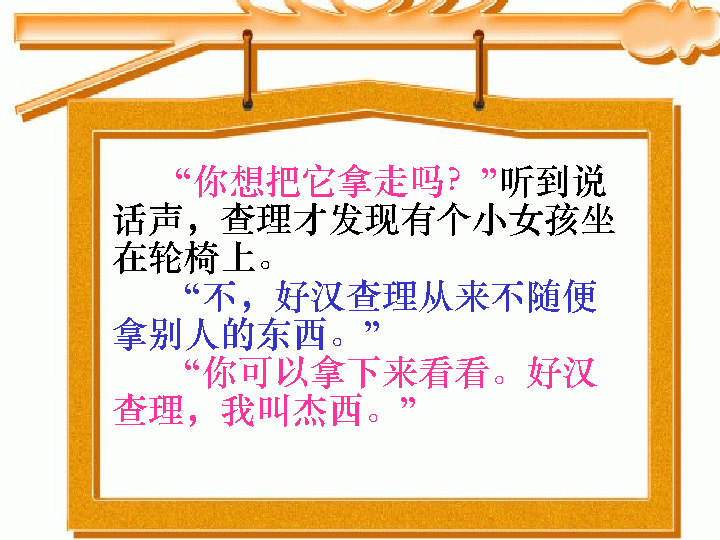 “你想把它拿走吗？”听到说
话声，查理才发现有个小女孩坐
在轮椅上。
“不，好汉查理从来不随便
拿别人的东西。”
“你可以拿下来看看。好汉
查理，我叫杰西。”